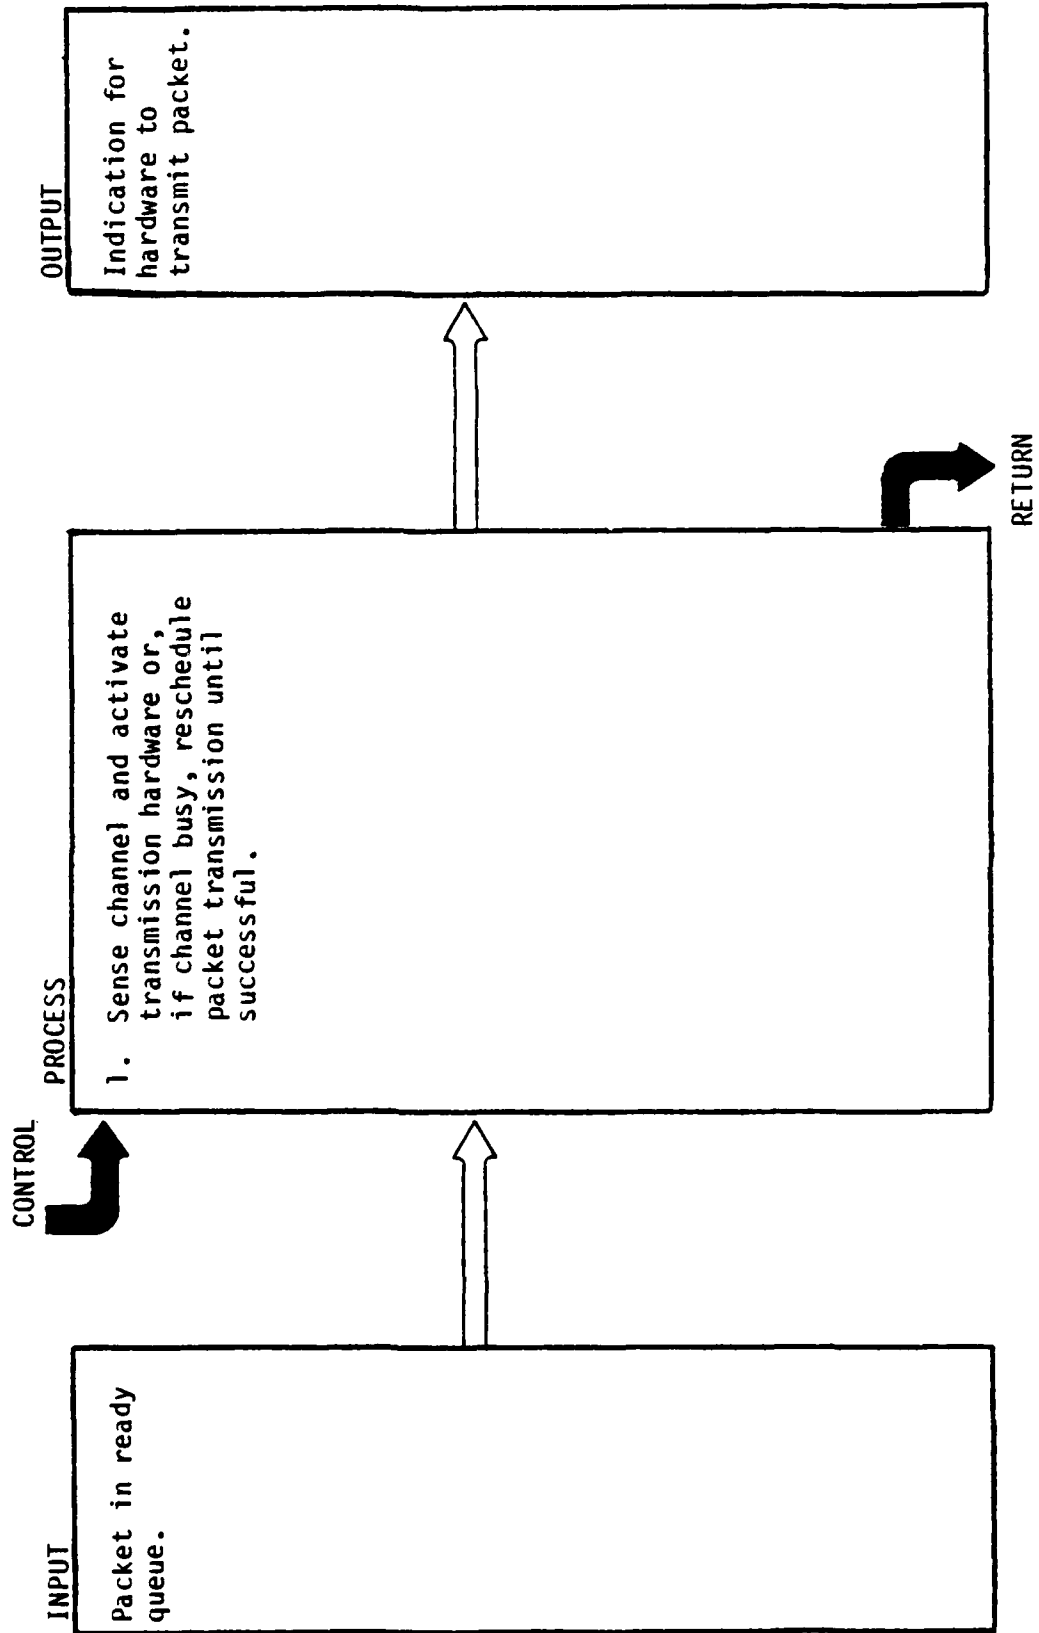 INPUT
Packet in ready
queue.
CONTROL
PROCESS
1. Sense channel and activate
transmission hardware or,
if channel busy, reschedule
packet transmission until
successful.
RETURN
OUTPUT
Indication for
hardware to
transmit packet.